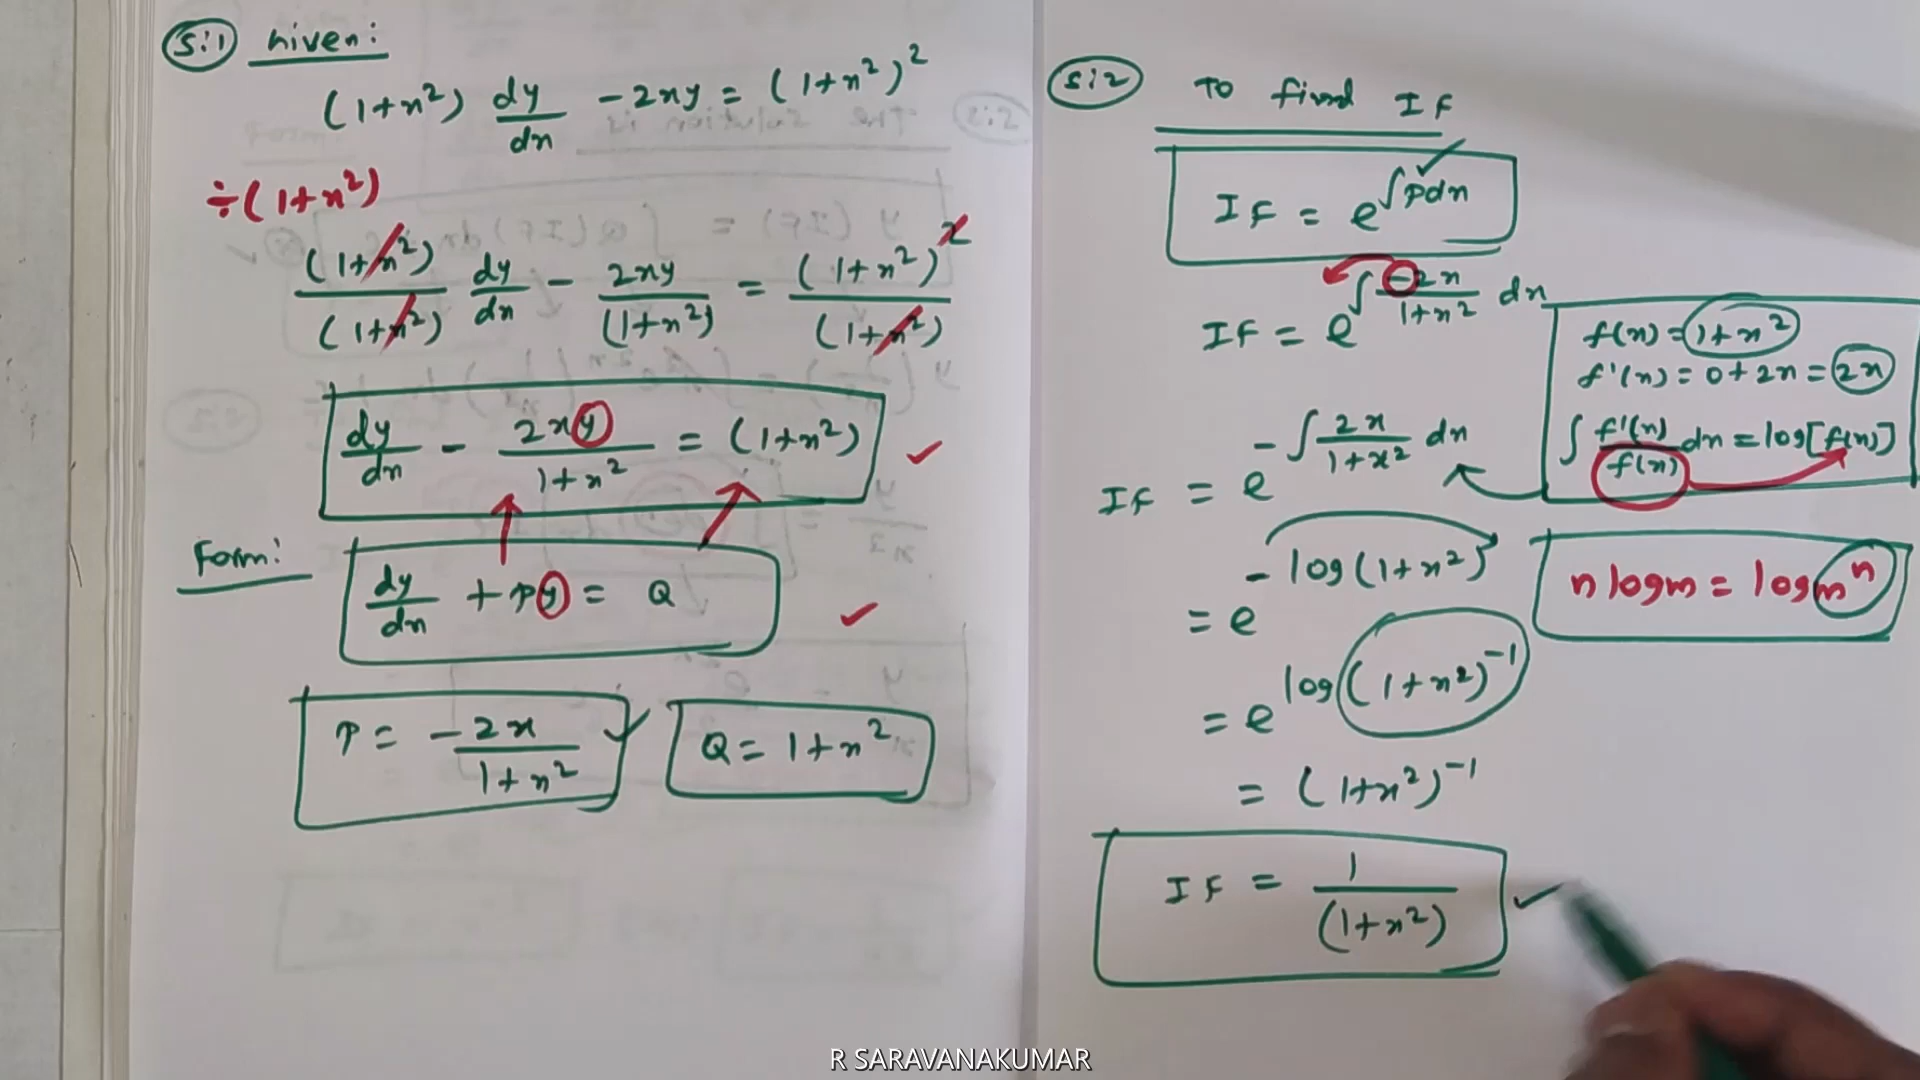 S:1 Given:
(1+x²) dy/dx - 2xy = (1+x²)²
÷(1+x²)
(1+x²)/(1+x²) dy/dx - 2xy/(1+x²) = (1+x²)²/(1+x²)
dy/dx - 2xy/1+x² = (1+x²)
Form:
dy/dx + Py = Q
P = -2x/1+x²
Q = 1+x²
S:2 To find IF
IF = e^∫Pdx
IF = e^∫-2x/1+x² dx
f(x) = 1+x²
f'(x) = 0+2x = 2x
∫ f'(x)/f(x) dx = log[f(x)]
IF = e^-∫2x/1+x² dx
= e^-log(1+x²)
n logm = logm^n
= e^log(1+x²)^-1
= (1+x²)^-1
IF = 1/(1+x²)
R SARAVANAKUMAR